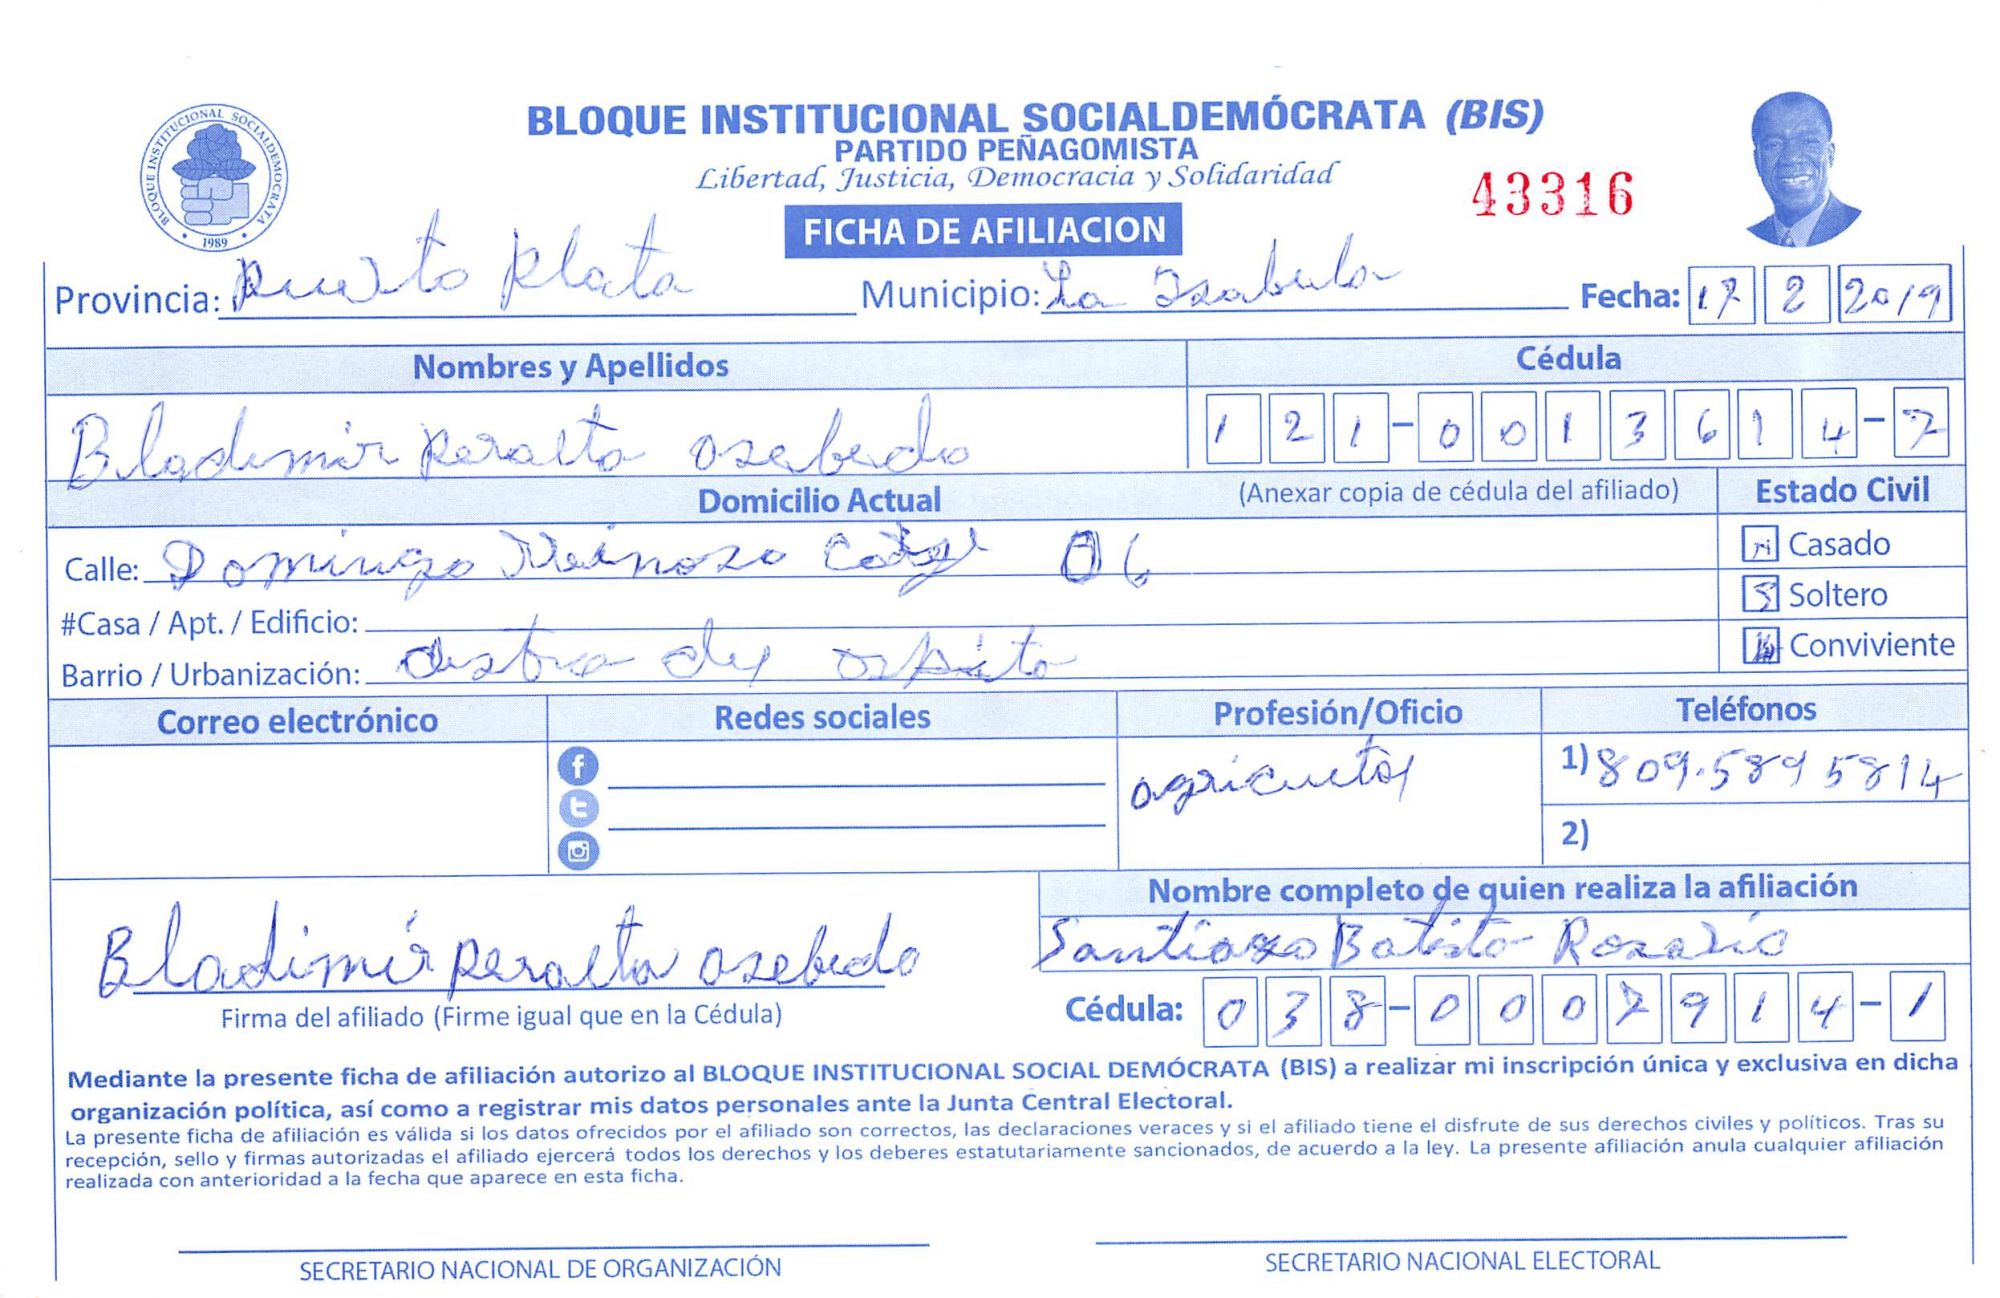 BLOQUE INSTITUCIONAL SOCIALDEMOCRATA
1989
BLOQUE INSTITUCIONAL SOCIALDEMÓCRATA (BIS)
PARTIDO PEÑAGOMISTA
Libertad, Justicia, Democracia y Solidaridad
43316
FICHA DE AFILIACION
Provincia: Puerto Plata Municipio: La Isabela Fecha: 17 2 2019
Nombres y Apellidos Cédula
Bladimir Peralta osebedo 121-0013614-7
Domicilio Actual (Anexar copia de cédula del afiliado) Estado Civil
Calle: Domingo Reinoso 06 Casado
#Casa / Apt. / Edificio: Soltero
Barrio / Urbanización: Conviviente
Correo electrónico Redes sociales Profesión/Oficio Teléfonos
agricultor 1) 809.589 5814
2)
Nombre completo de quien realiza la afiliación
Santiago Batista Rosario
Bladimir Peralta osebedo
Firma del afiliado (Firme igual que en la Cédula) Cédula: 038-0007914-1
Mediante la presente ficha de afiliación autorizo al BLOQUE INSTITUCIONAL SOCIAL DEMÓCRATA (BIS) a realizar mi inscripción única y exclusiva en dicha
organización política, así como a registrar mis datos personales ante la Junta Central Electoral.
La presente ficha de afiliación es válida si los datos ofrecidos por el afiliado son correctos, las declaraciones veraces y si el afiliado tiene el disfrute de sus derechos civiles y políticos. Tras su
recepción, sello y firmas autorizadas el afiliado ejercerá todos los derechos y los deberes estatutariamente sancionados, de acuerdo a la ley. La presente afiliación anula cualquier afiliación
realizada con anterioridad a la fecha que aparece en esta ficha.
SECRETARIO NACIONAL DE ORGANIZACIÓN SECRETARIO NACIONAL ELECTORAL